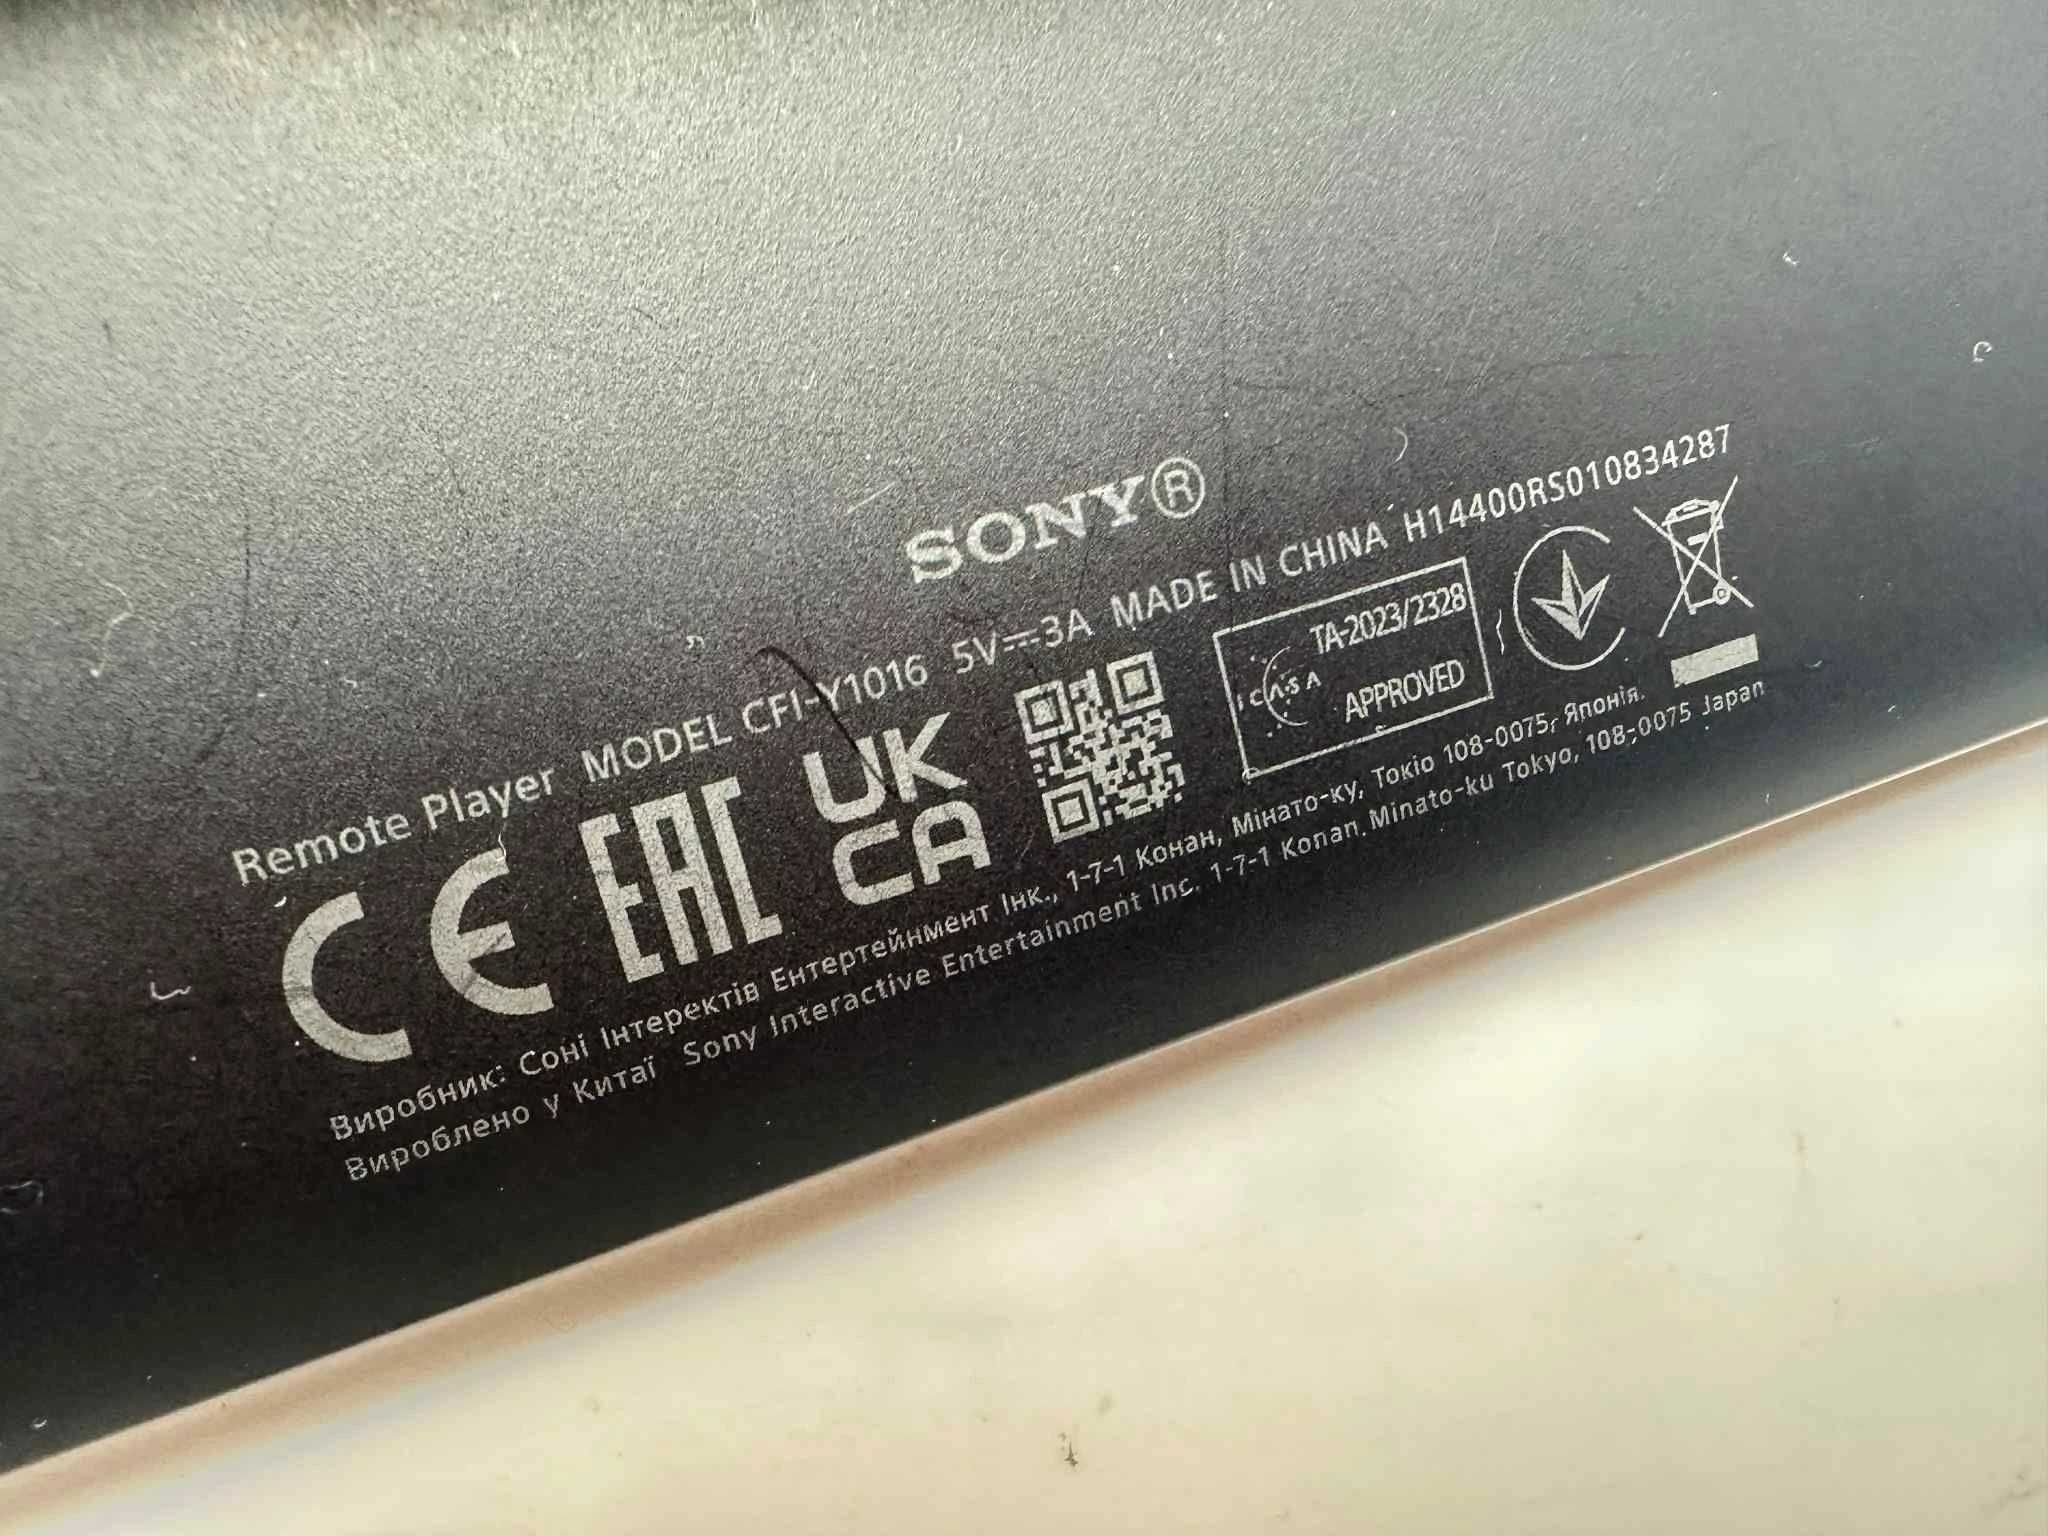 SONY®
Remote Player MODEL CFI-Y1016 5V⎓3A MADE IN CHINA H14400RS010834287
CE EAC UK CA
ICASA TA-2023/2328
APPROVED
Виробник: Соні Інтеректів Ентертейнмент Інк., 1-7-1 Конан, Мінато-ку, Токіо 108-0075, Японія.
Вироблено у Китаї Sony Interactive Entertainment Inc. 1-7-1 Konan, Minato-ku Tokyo, 108-0075 Japan